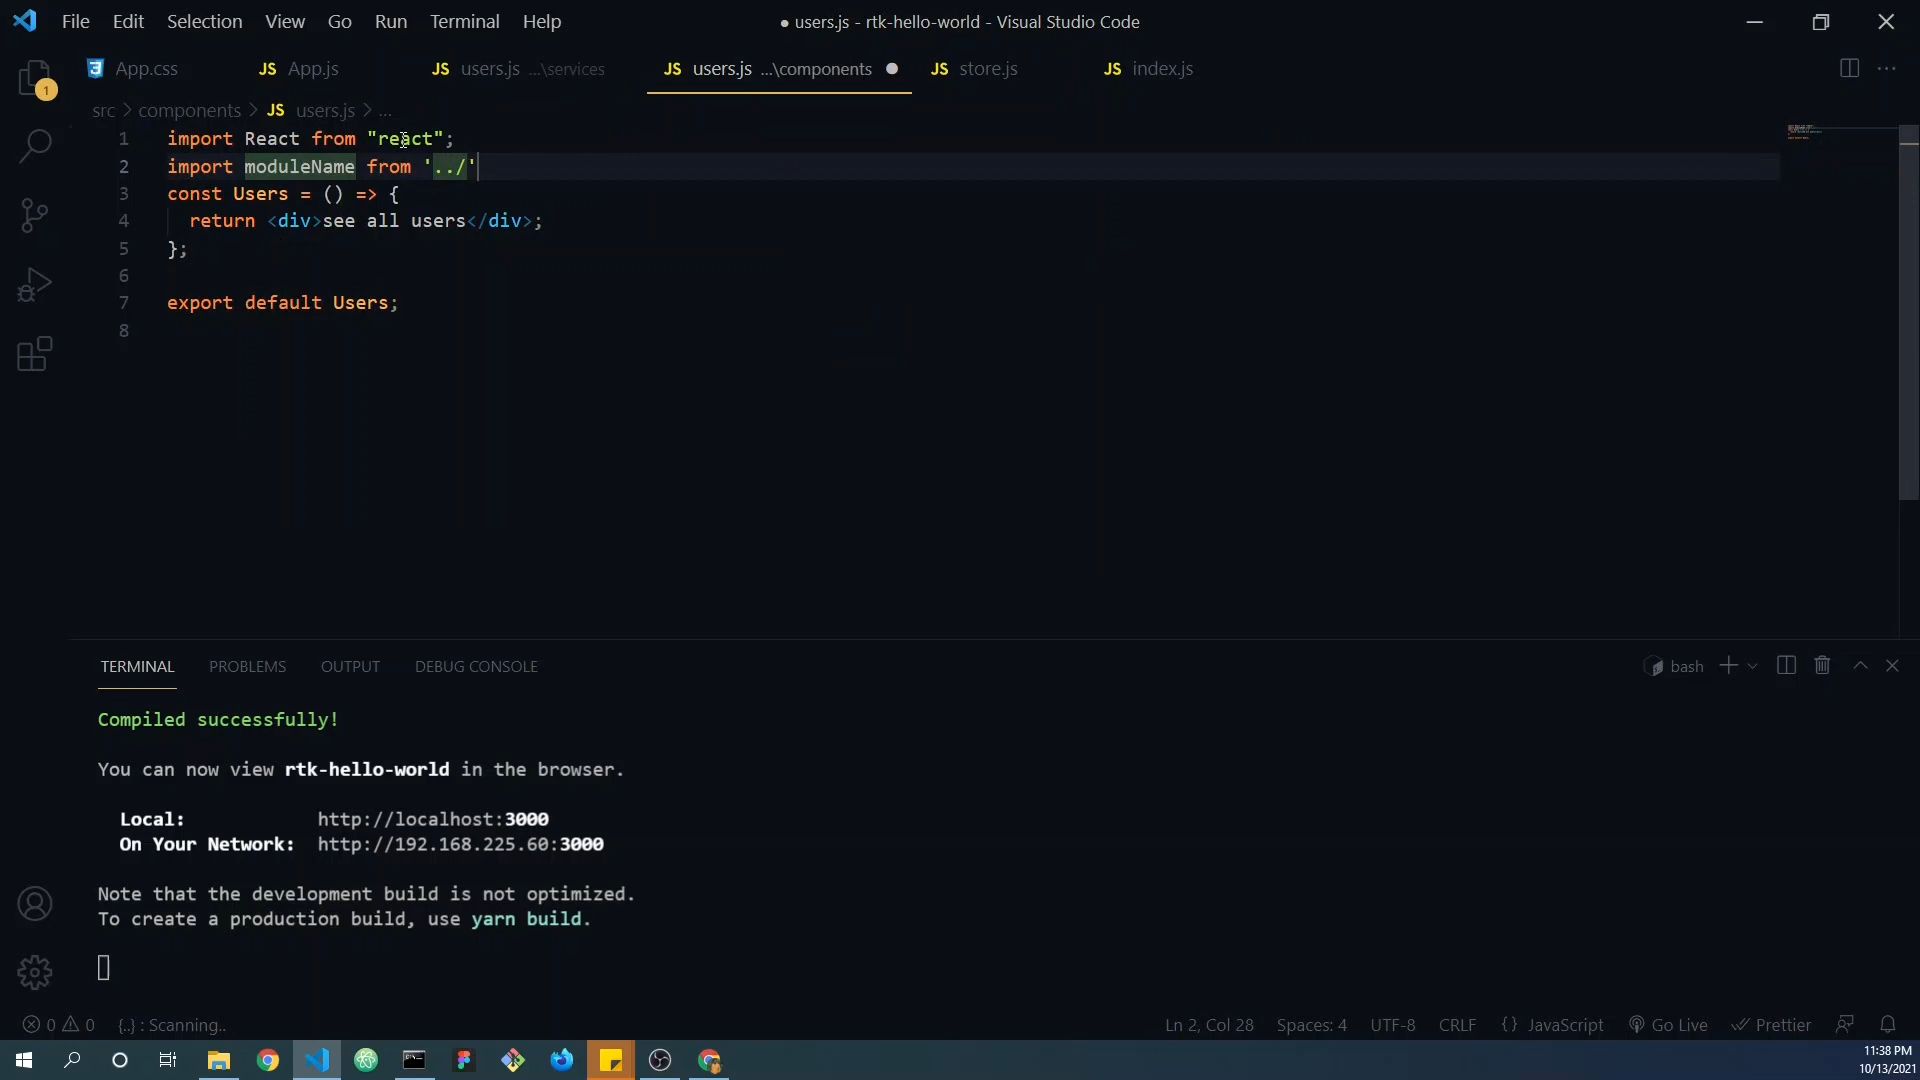 File Edit Selection View Go Run Terminal Help ● users.js - rtk-hello-world - Visual Studio Code
App.css JS App.js JS users.js ...\services JS users.js ...\components ● JS store.js JS index.js ···
1
src > components > JS users.js > ...
1 import React from "react";
2 import moduleName from '../'
3 const Users = () => {
4 return <div>see all users</div>;
5 };
6
7 export default Users;
8
TERMINAL PROBLEMS OUTPUT DEBUG CONSOLE bash
Compiled successfully!
You can now view rtk-hello-world in the browser.
Local: http://localhost:3000
On Your Network: http://192.168.225.60:3000
Note that the development build is not optimized.
To create a production build, use yarn build.
0 0 {..} : Scanning.. Ln 2, Col 28 Spaces: 4 UTF-8 CRLF {} JavaScript Go Live Prettier
11:38 PM
10/13/2021